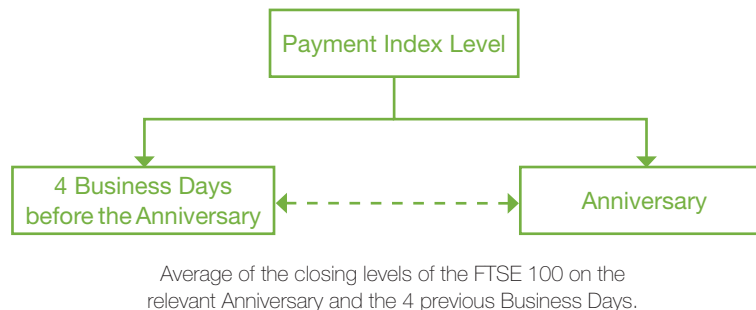 Payment Index Level
4 Business Days
before the Anniversary
Anniversary
Average of the closing levels of the FTSE 100 on the
relevant Anniversary and the 4 previous Business Days.